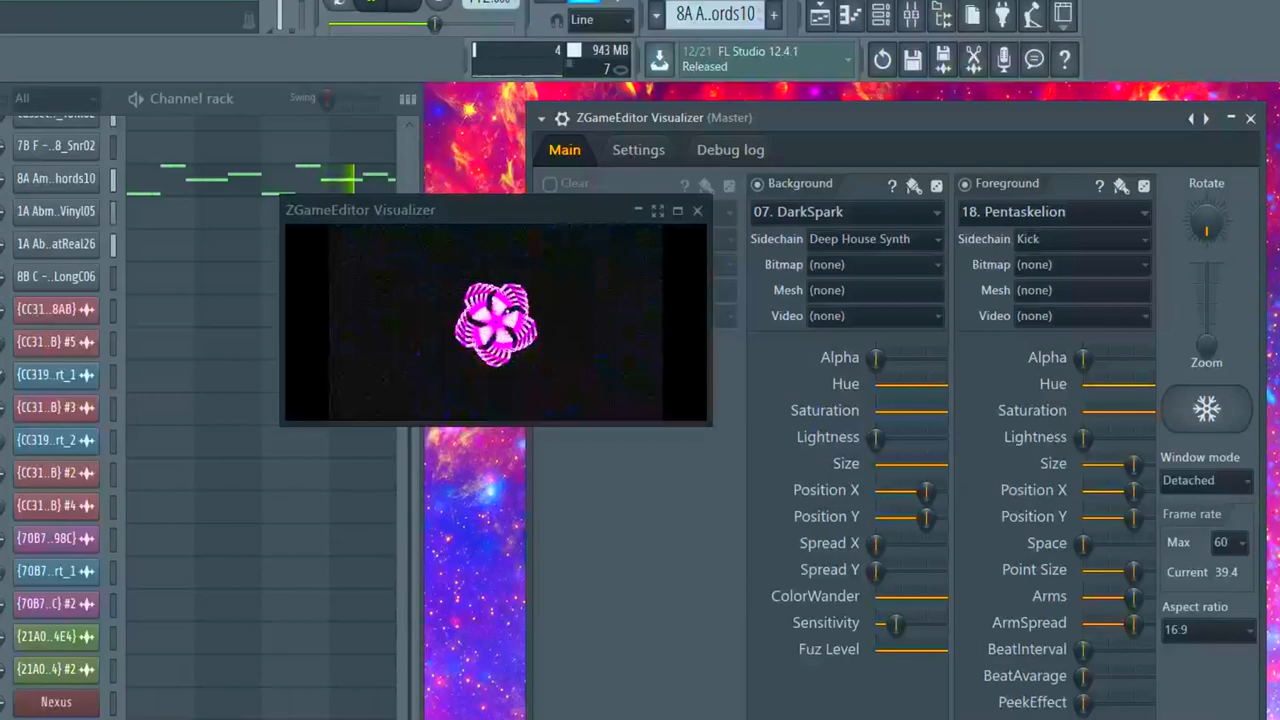 Line
8A A..ords10
4
943 MB
7
12/21 FL Studio 12.4.1
Released
All
Channel rack
Swing
7B F -..8_Snr02
8A Am..hords10
1A Abm..Vinyl05
1A Ab...atReal26
8B C -..LongC06
{CC31..8AB}
{CC31..B} #5
{CC319..rt_1
{CC31..B} #3
{CC319..rt_2
{CC31..B} #2
{CC31..B} #4
{70B7..98C}
{70B7..rt_1
{70B7..C} #2
{21A0..4E4}
{21A0..4} #2
Nexus
ZGameEditor Visualizer
ZGameEditor Visualizer (Master)
Main
Settings
Debug log
Clear
Background
07. DarkSpark
Sidechain Deep House Synth
Bitmap (none)
Mesh (none)
Video (none)
Alpha
Hue
Saturation
Lightness
Size
Position X
Position Y
Spread X
Spread Y
ColorWander
Sensitivity
Fuz Level
Foreground
18. Pentaskelion
Sidechain Kick
Bitmap (none)
Mesh (none)
Video (none)
Alpha
Hue
Saturation
Lightness
Size
Position X
Position Y
Space
Point Size
Arms
ArmSpread
BeatInterval
BeatAvarage
PeekEffect
Rotate
Zoom
Window mode
Detached
Frame rate
Max 60
Current 39.4
Aspect ratio
16:9